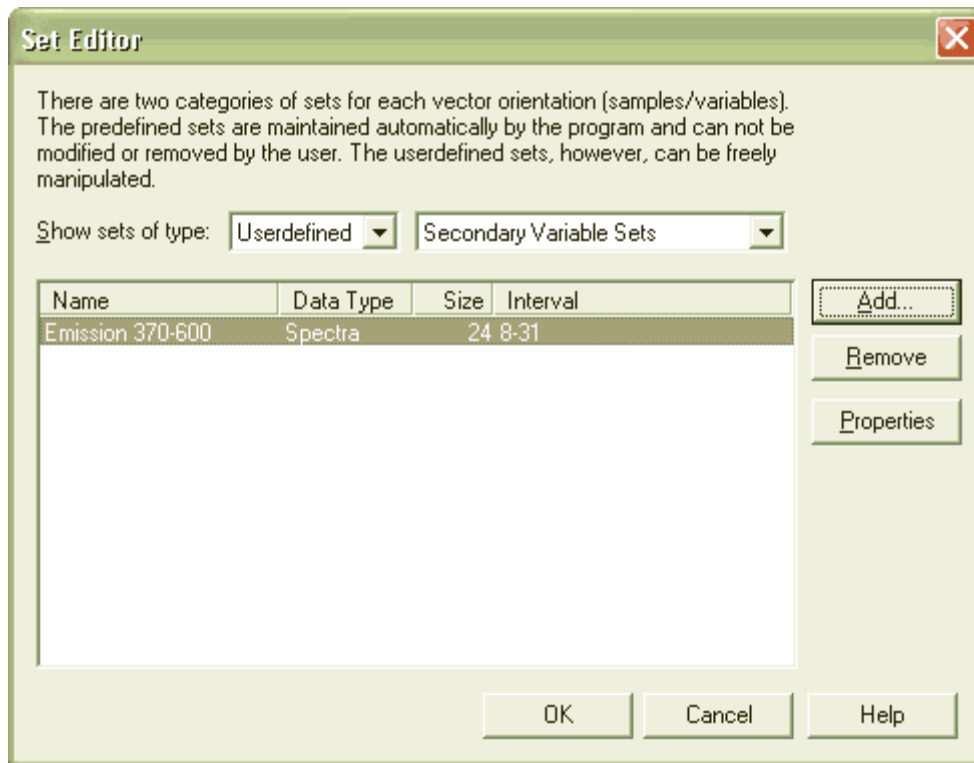 Set Editor
There are two categories of sets for each vector orientation (samples/variables).
The predefined sets are maintained automatically by the program and can not be
modified or removed by the user. The userdefined sets, however, can be freely
manipulated.
Show sets of type: Userdefined Secondary Variable Sets
Name Data Type Size Interval
Emission 370-600 Spectra 24 8-31
Add...
Remove
Properties
OK Cancel Help